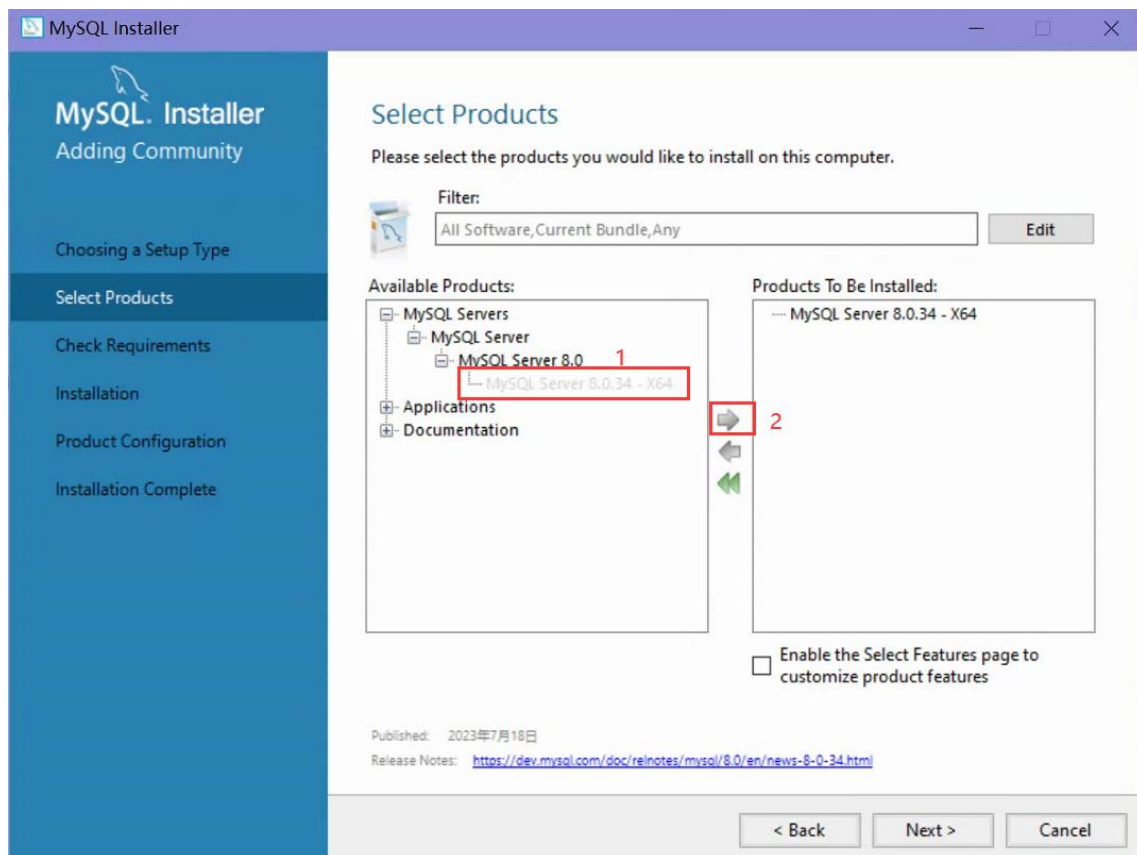 MySQL Installer
MySQL. Installer
Adding Community
Choosing a Setup Type
Select Products
Check Requirements
Installation
Product Configuration
Installation Complete
Select Products
Please select the products you would like to install on this computer.
Filter:
All Software,Current Bundle,Any
Edit
Available Products:
MySQL Servers
MySQL Server
MySQL Server 8.0
1
MySQL Server 8.0.34 - X64
Applications
Documentation
2
Products To Be Installed:
MySQL Server 8.0.34 - X64
Enable the Select Features page to
customize product features
Published: 2023年7月18日
Release Notes: https://dev.mysql.com/doc/relnotes/mysql/8.0/en/news-8-0-34.html
< Back
Next >
Cancel